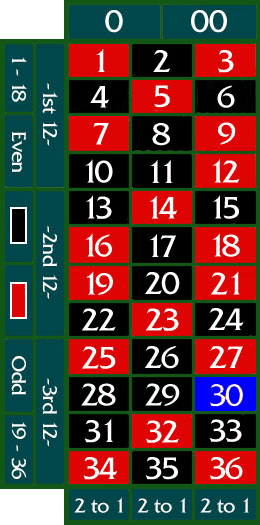 0 00
1 2 3
4 5 6
7 8 9
10 11 12
13 14 15
16 17 18
19 20 21
22 23 24
25 26 27
28 29 30
31 32 33
34 35 36
2 to 1 2 to 1 2 to 1
-1st 12-
-2nd 12-
-3rd 12-
1 - 18
Even
Odd
19 - 36